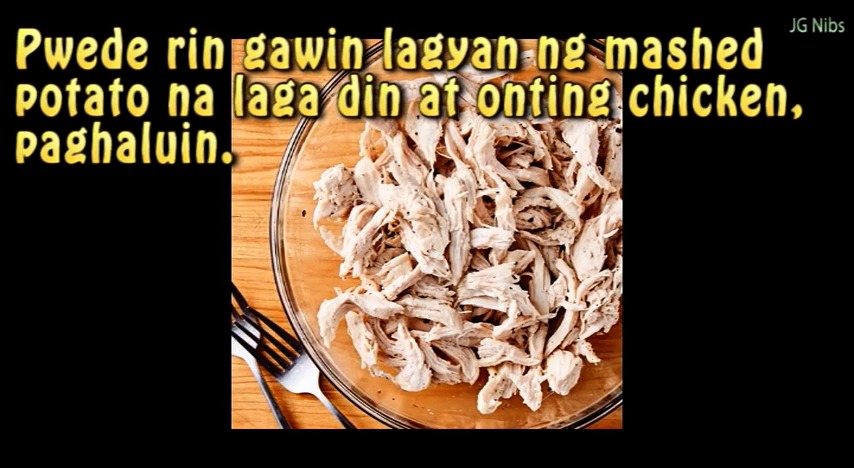 JG Nibs
Pwede rin gawin lagyan ng mashed
potato na laga din at onting chicken,
paghaluin.